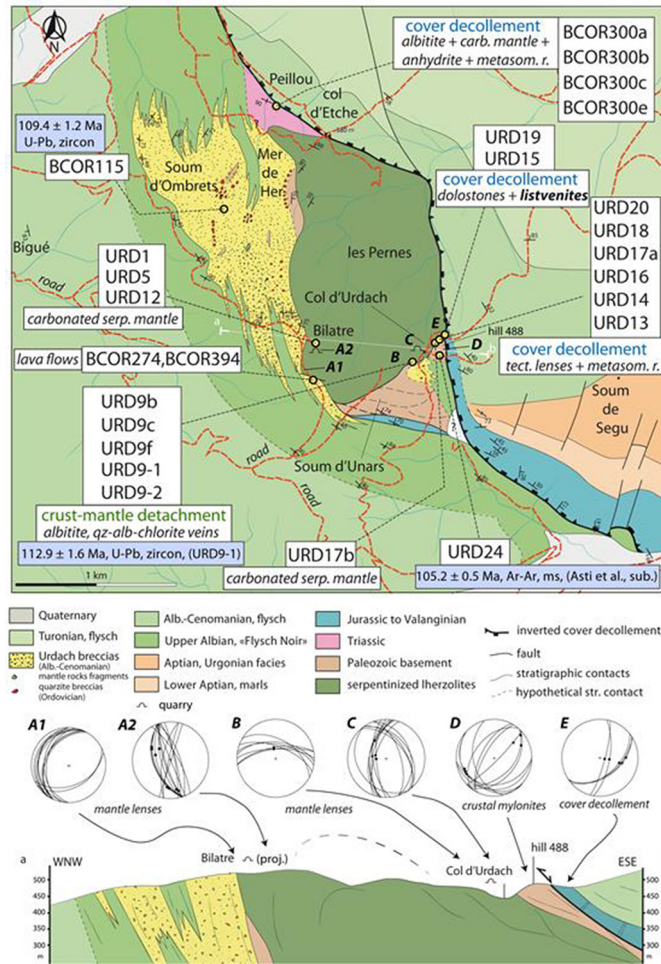 N
cover decollement
albitite + carb. mantle +
anhydrite + metasom. r.
BCOR300a
BCOR300b
BCOR300c
BCOR300e
Peillou
col
d'Etche
109.4 ± 1.2 Ma
U-Pb, zircon
BCOR115
Soum
d'Ombrets
Mer
de
Her
URD19
URD15
cover decollement
dolostones + listvenites
URD20
URD18
URD17a
URD16
URD14
URD13
Bigué
road
les Pernes
URD1
URD5
URD12
carbonated serp. mantle
Col d'Urdach
Bilatre
a
A2
A1
B
C
E
D
hill 488
b
lava flows
BCOR274,BCOR394
cover decollement
tect. lenses + metasom. r.
URD9b
URD9c
URD9f
URD9-1
URD9-2
crust-mantle detachment
albitite, qz-alb-chlorite veins
112.9 ± 1.6 Ma, U-Pb, zircon, (URD9-1)
Soum
de
Segu
road
road
Soum d'Unars
URD17b
carbonated serp. mantle
URD24
105.2 ± 0.5 Ma, Ar-Ar, ms, (Asti et al., sub.)
1 km
Quaternary
Turonian, flysch
Urdach breccias
(Alb.-Cenomanian)
mantle rocks fragments
quarzite breccias
(Ordovician)
Alb.-Cenomanian, flysch
Upper Albian, «Flysch Noir»
Aptian, Urgonian facies
Lower Aptian, marls
quarry
Jurassic to Valanginian
Triassic
Paleozoic basement
serpentinized lherzolites
inverted cover decollement
fault
stratigraphic contacts
hypothetical str. contact
A1
A2
B
C
D
E
mantle lenses
mantle lenses
crustal mylonites
cover decollement
a
WNW
Bilatre
(proj.)
Col d'Urdach
hill 488
ESE
500
450
400
350
300
m
500
450
400
350
300
m